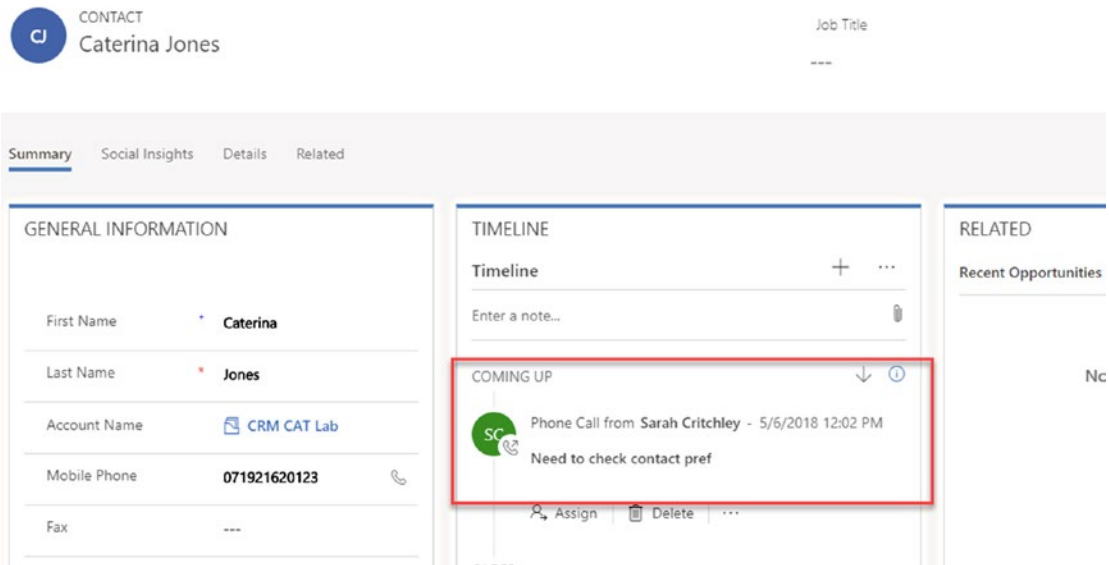 CJ
CONTACT
Caterina Jones
Job Title
---
Summary Social Insights Details Related
GENERAL INFORMATION
First Name * Caterina
Last Name * Jones
Account Name CRM CAT Lab
Mobile Phone 071921620123
Fax ---
TIMELINE
Timeline + ...
Enter a note...
COMING UP
SC Phone Call from Sarah Critchley - 5/6/2018 12:02 PM
Need to check contact pref
Assign Delete ...
RELATED
Recent Opportunities
No